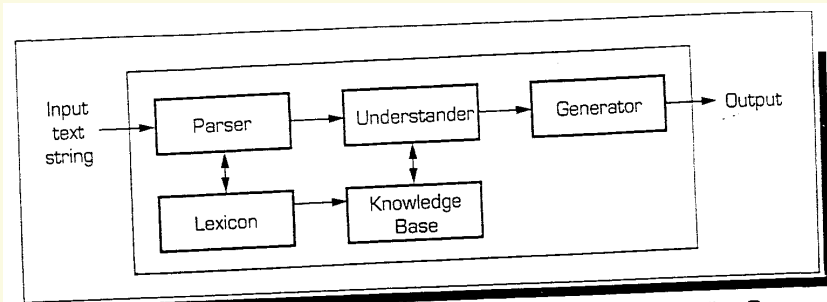 Input
text
string
Parser
Understander
Generator
Output
Lexicon
Knowledge
Base